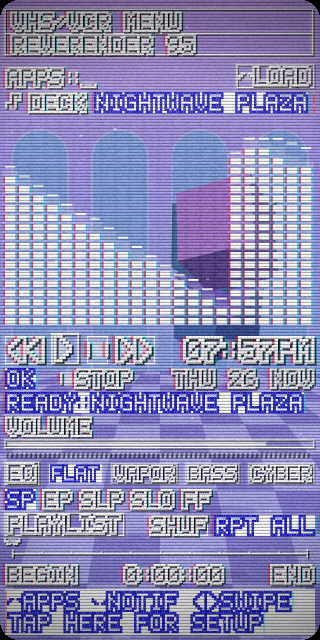 VHS/VCR MENU
REWERENDER 95
APPS:._
LOAD
DECK NIGHTWAVE PLAZA
07:57PM
OK STOP THU 23 NOV
READY:NIGHTWAVE PLAZA
VOLUME
EQ FLAT VAPOR BASS CYBER
SP EP SLP SLO FF
PLAYLIST SHUF RPT ALL
BEGIN 0:00:00 END
APPS NOTIF SWIPE
TAP HERE FOR SETUP